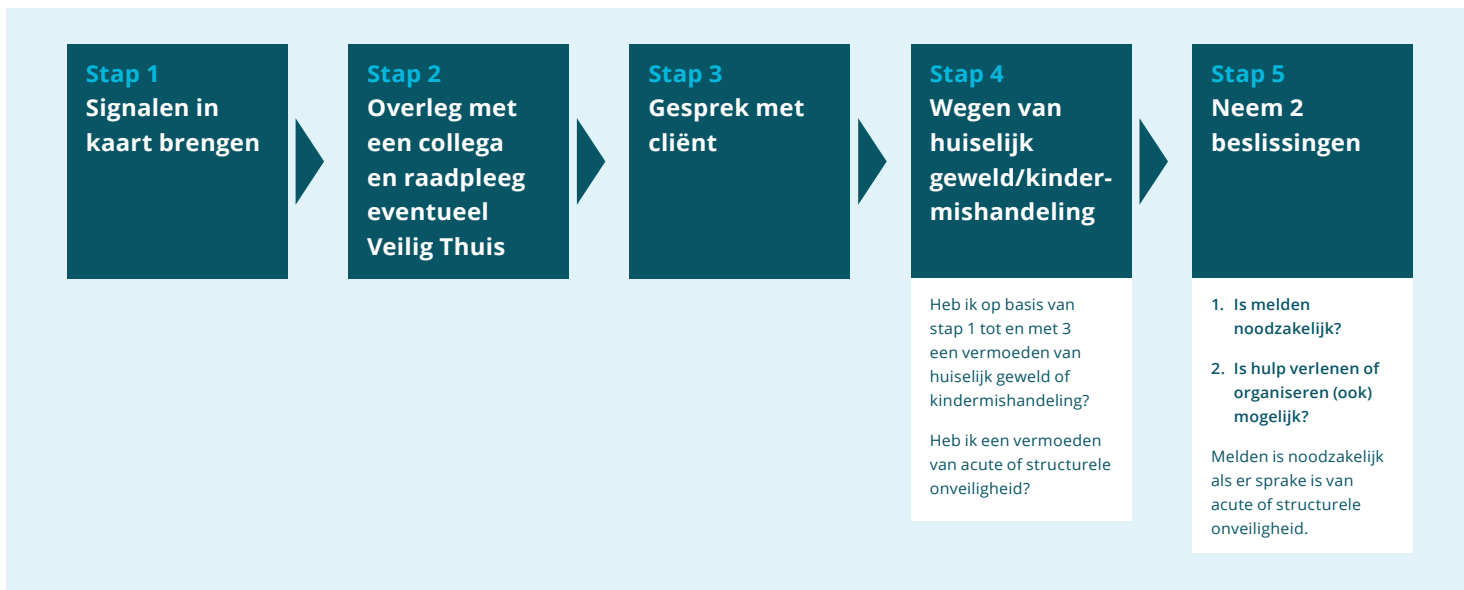 Stap 1
Signalen in
kaart brengen
Stap 2
Overleg met
een collega
en raadpleeg
eventueel
Veilig Thuis
Stap 3
Gesprek met
cliënt
Stap 4
Wegen van
huiselijk
geweld/kinder-
mishandeling
Heb ik op basis van
stap 1 tot en met 3
een vermoeden van
huiselijk geweld of
kindermishandeling?
Heb ik een vermoeden
van acute of structurele
onveiligheid?
Stap 5
Neem 2
beslissingen
1. Is melden
noodzakelijk?
2. Is hulp verlenen of
organiseren (ook)
mogelijk?
Melden is noodzakelijk
als er sprake is van
acute of structurele
onveiligheid.